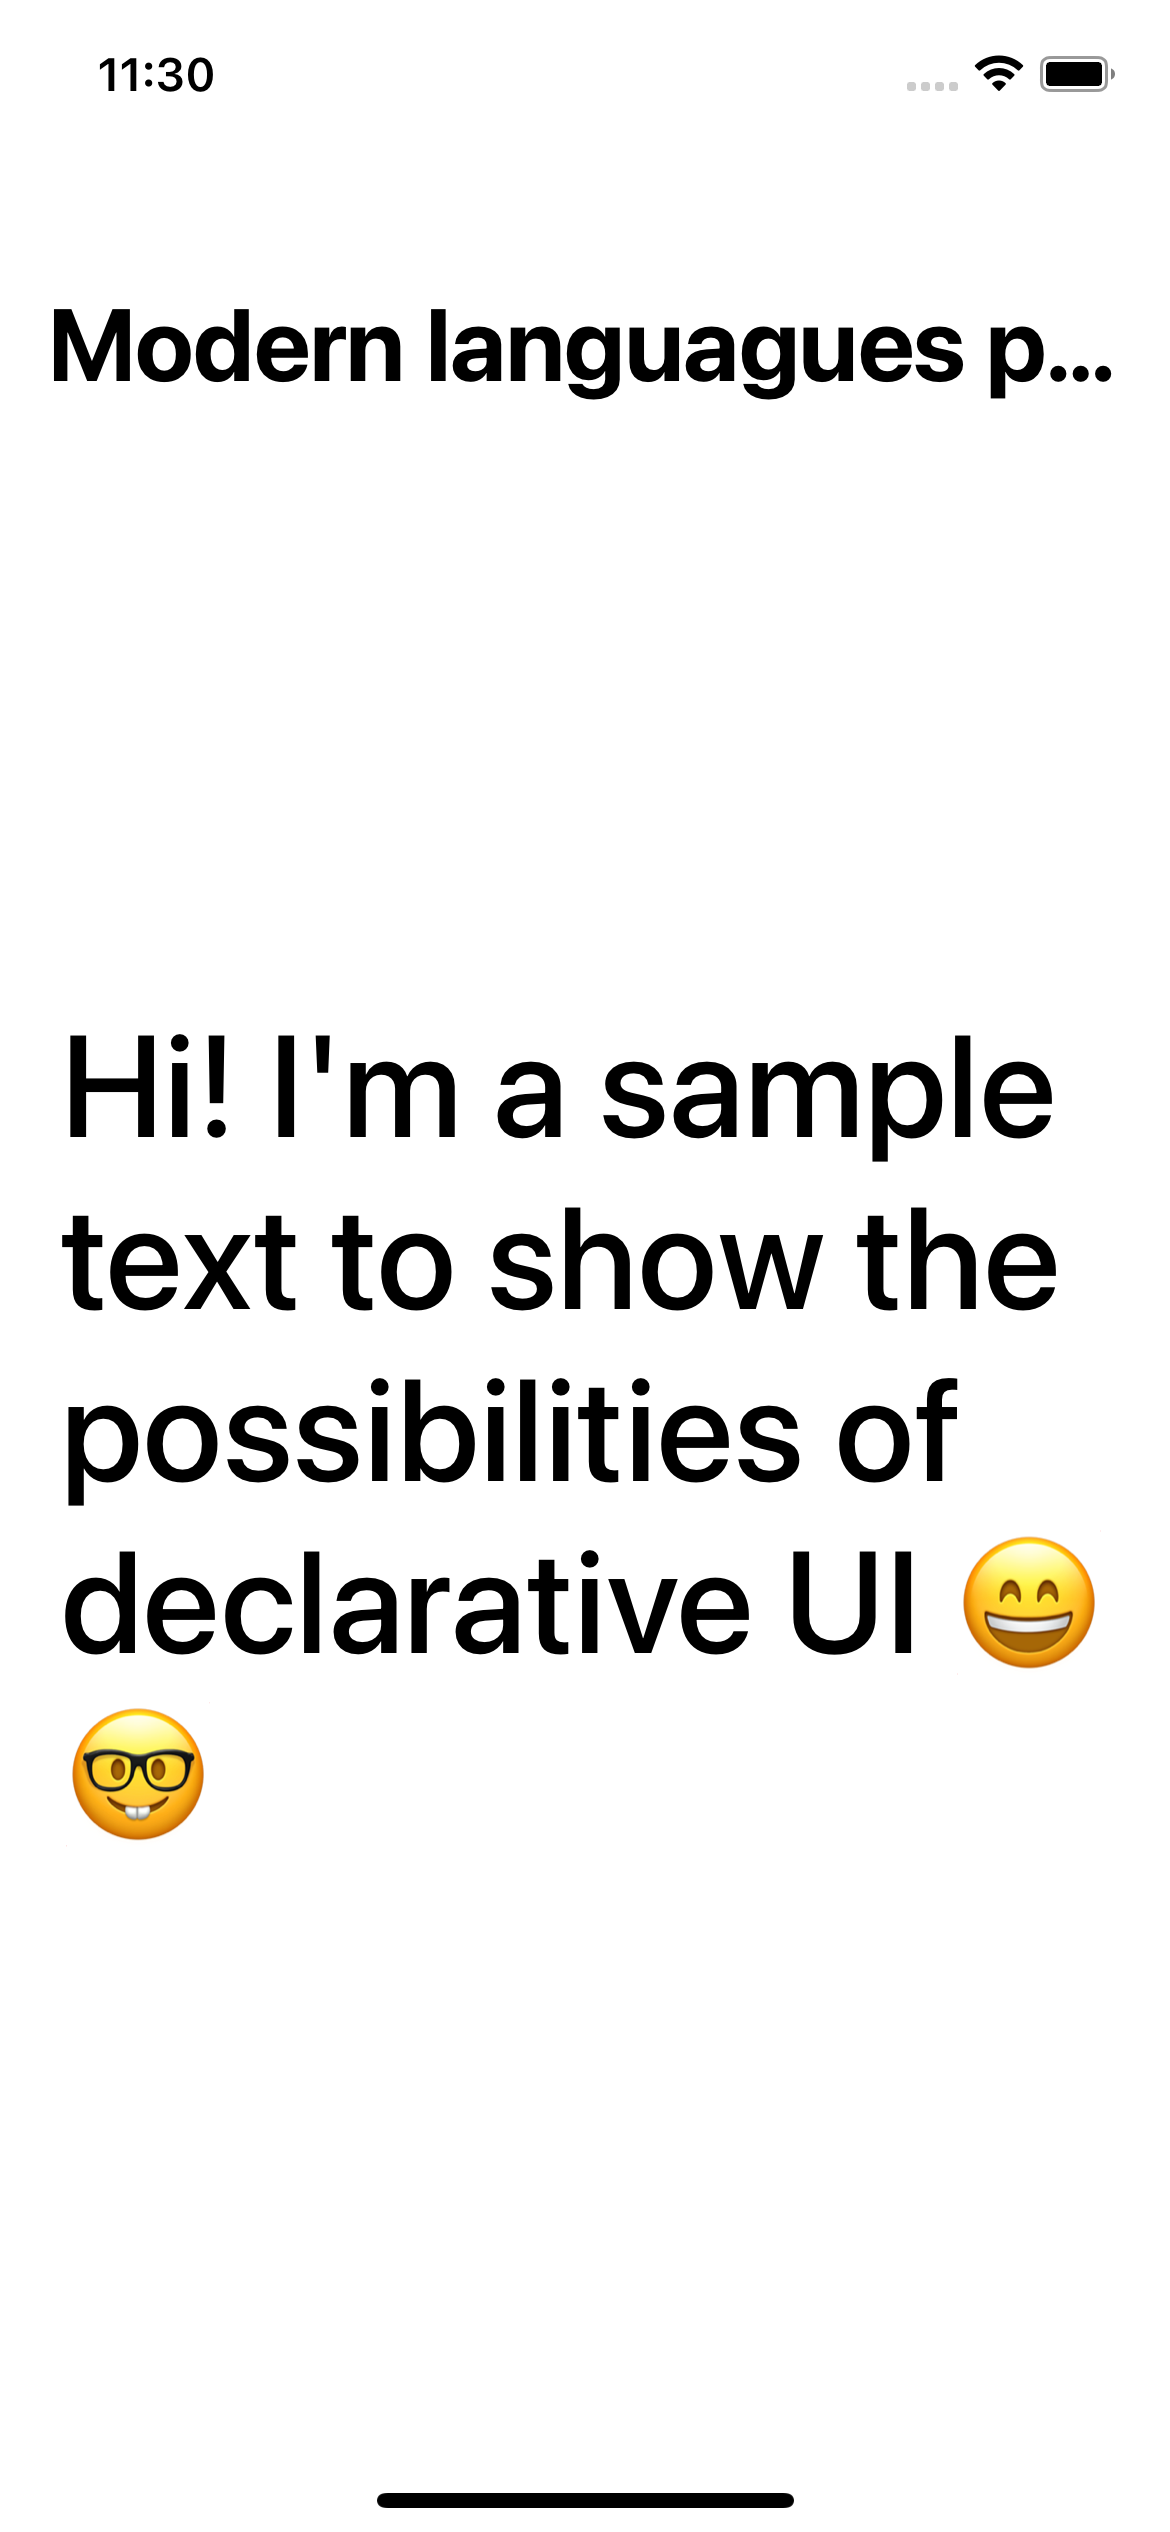 11:30
Modern languagues p...
Hi! I'm a sample
text to show the
possibilities of
declarative UI 😄
🤓